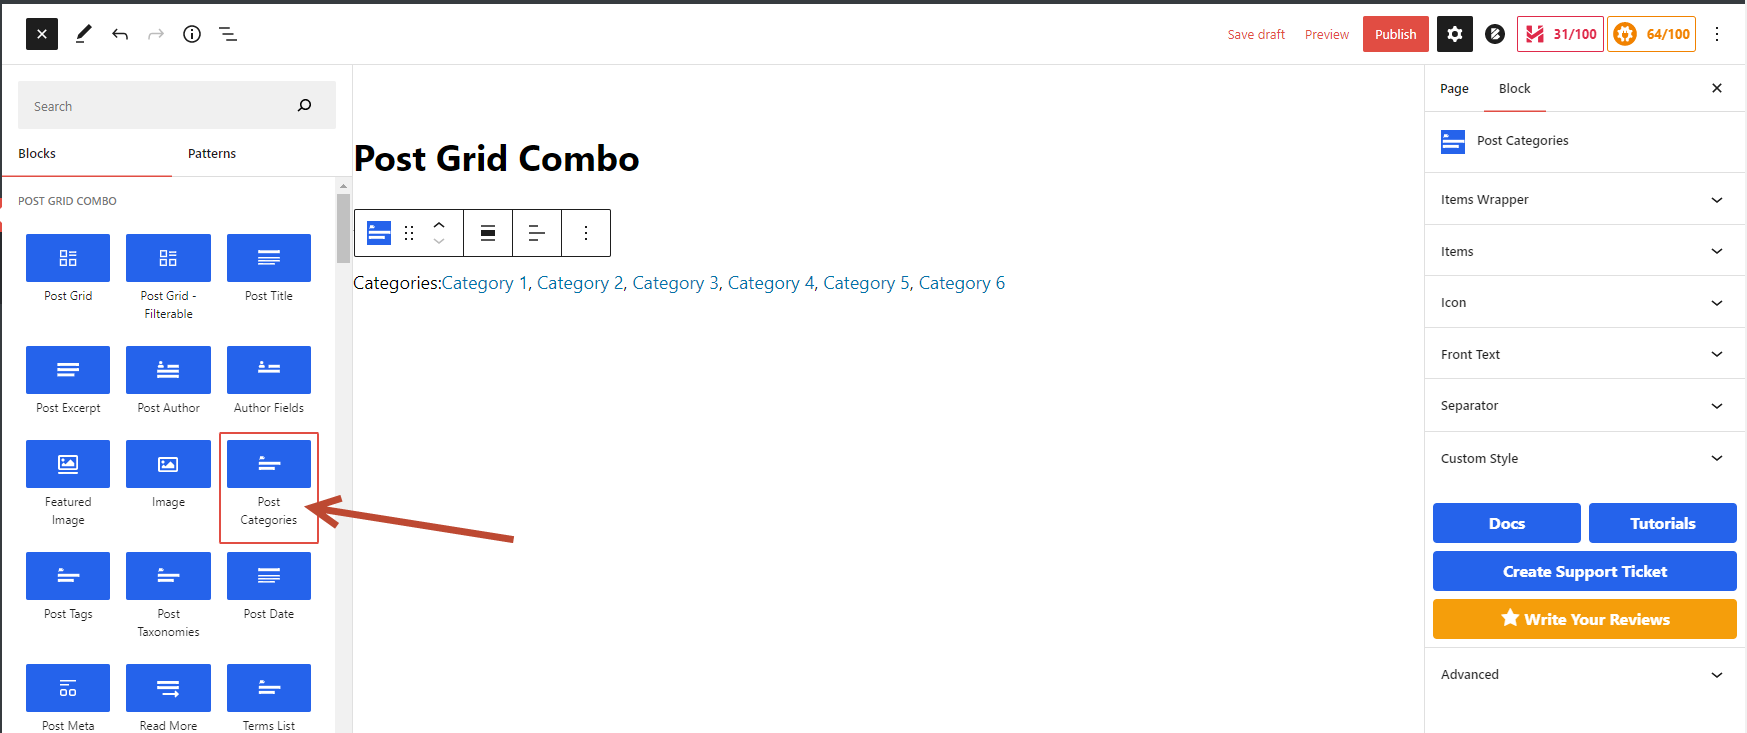 Save draft
Preview
Publish
31/100
64/100
Search
Blocks
Patterns
POST GRID COMBO
Post Grid
Post Grid -
Filterable
Post Title
Post Excerpt
Post Author
Author Fields
Featured
Image
Image
Post
Categories
Post Tags
Post
Taxonomies
Post Date
Post Meta
Read More
Terms List
Post Grid Combo
Categories:Category 1, Category 2, Category 3, Category 4, Category 5, Category 6
Page
Block
Post Categories
Items Wrapper
Items
Icon
Front Text
Separator
Custom Style
Docs
Tutorials
Create Support Ticket
Write Your Reviews
Advanced